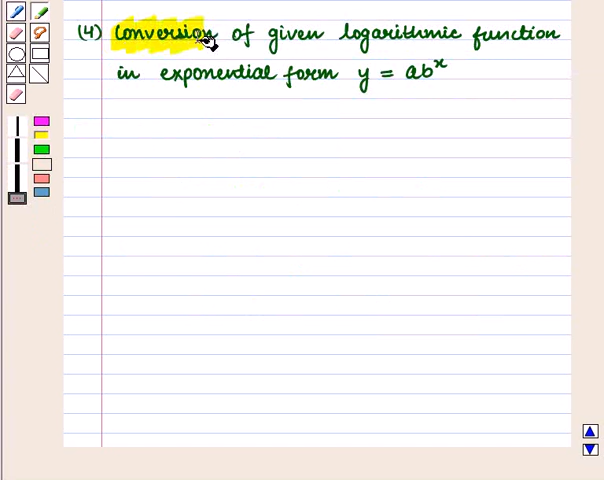 (4) Conversion of given logarithmic function
in exponential form y = ab^x